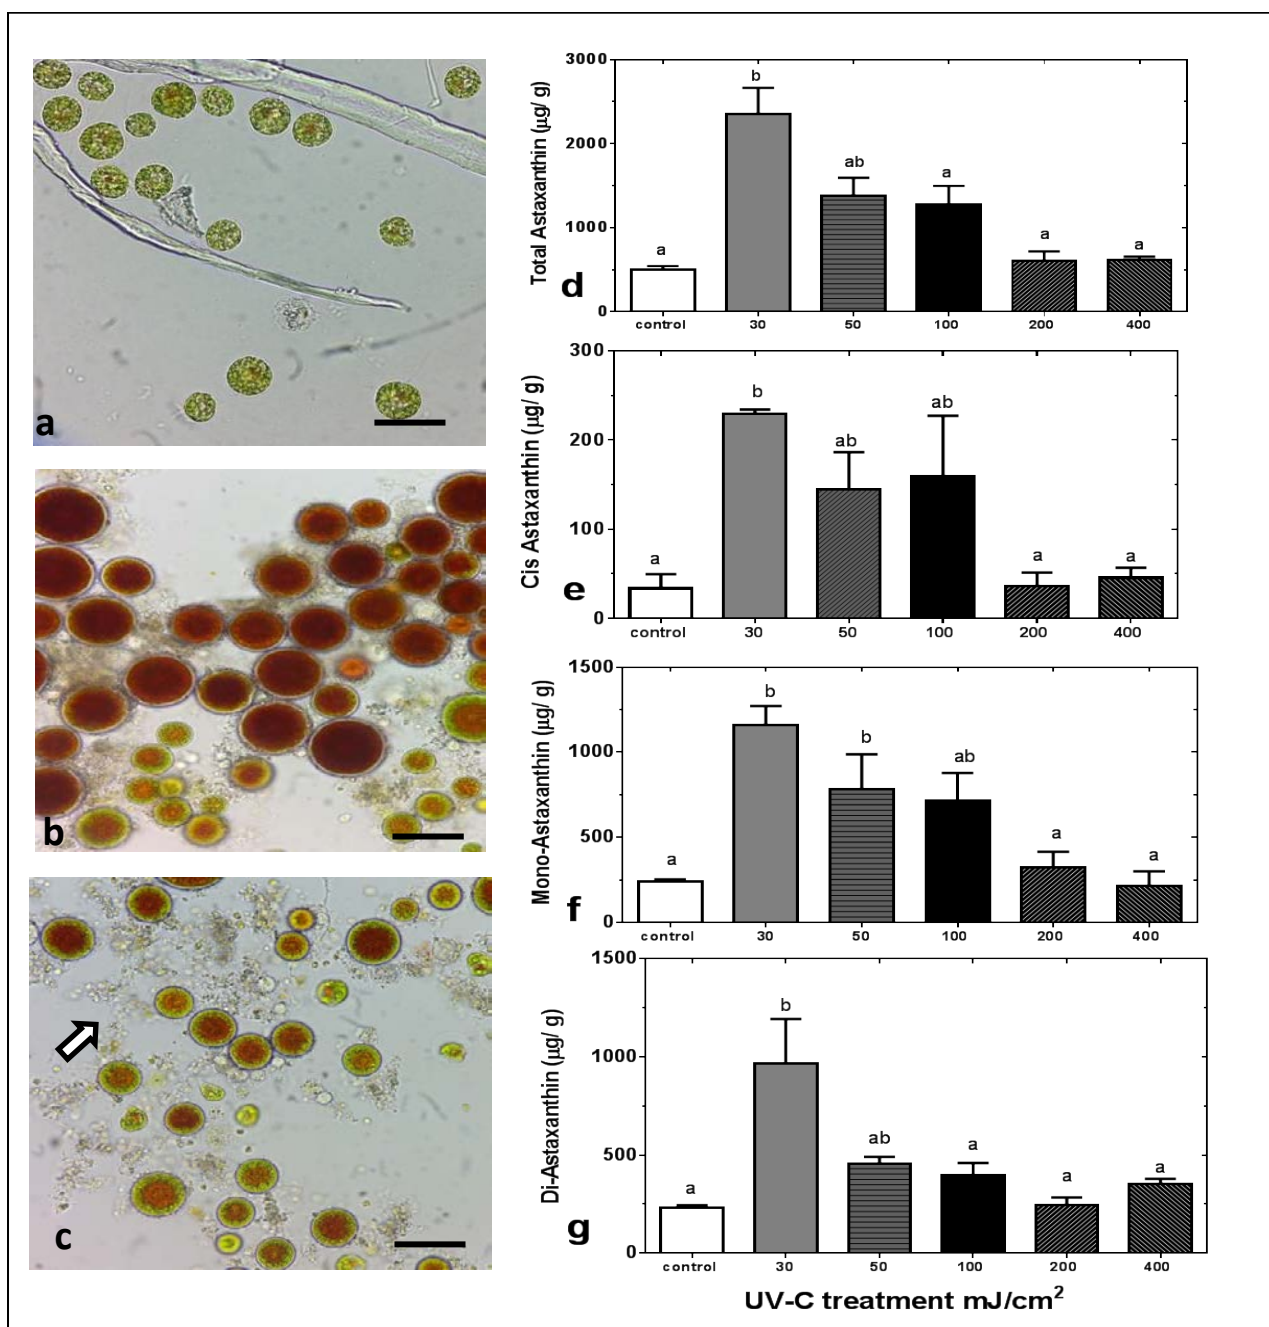 a
b
c
3000
2000
1000
0
Total Astaxanthin (µg/ g)
d
a
b
ab
a
a
a
control 30 50 100 200 400
300
200
100
0
Cis Astaxanthin (µg/ g)
e
a
b
ab
ab
a
a
control 30 50 100 200 400
1500
1000
500
0
Mono-Astaxanthin (µg/ g)
f
a
b
b
ab
a
a
control 30 50 100 200 400
1500
1000
500
0
Di-Astaxanthin (µg/ g)
g
a
b
ab
a
a
a
control 30 50 100 200 400
UV-C treatment mJ/cm²